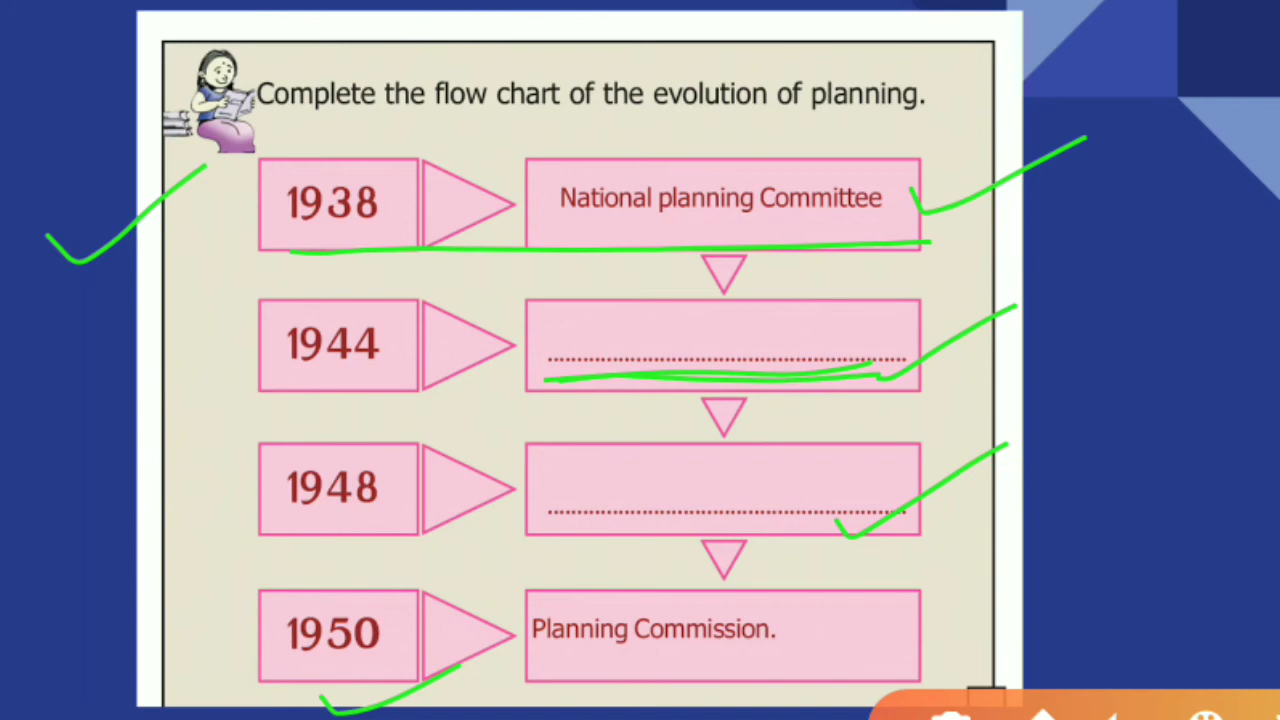 Complete the flow chart of the evolution of planning.
1938 National planning Committee
1944 ..............................................................
1948 ..............................................................
1950 Planning Commission.